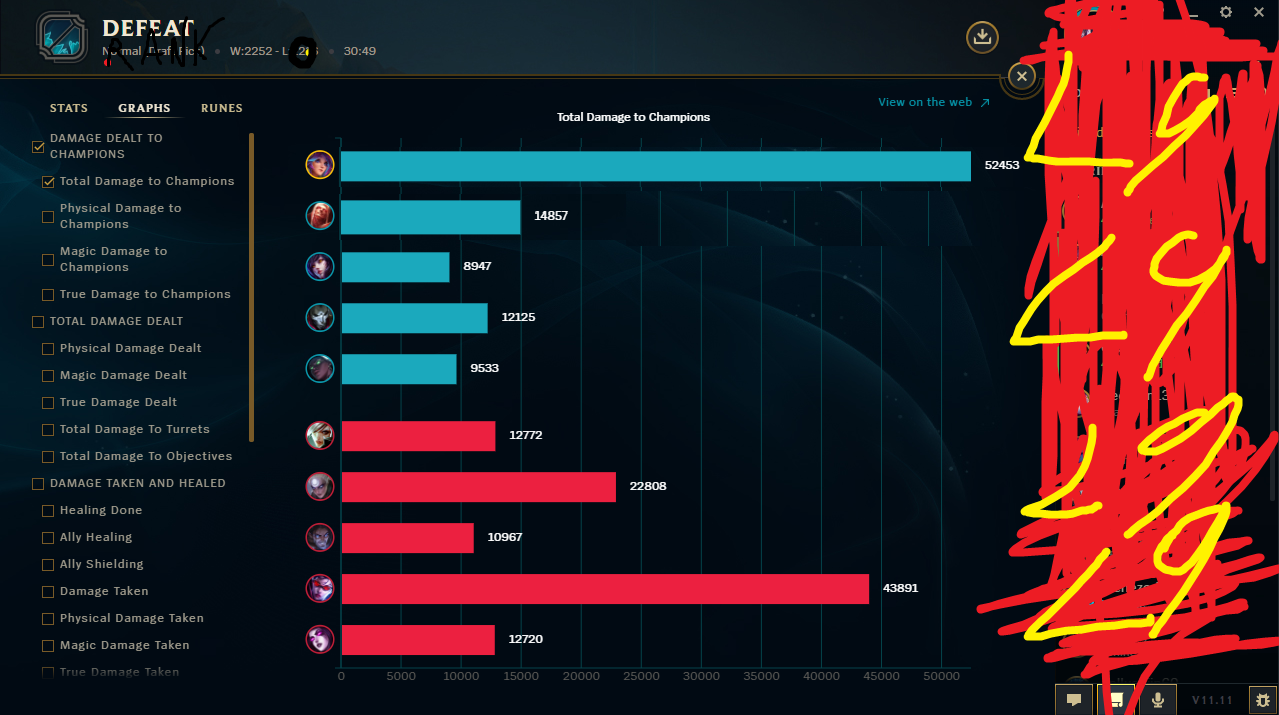 DEFEAT
RANK
W:2252 - 30:49
STATS GRAPHS RUNES
View on the web
Total Damage to Champions
DAMAGE DEALT TO
CHAMPIONS
Total Damage to Champions
Physical Damage to
Champions
Magic Damage to
Champions
True Damage to Champions
TOTAL DAMAGE DEALT
Physical Damage Dealt
Magic Damage Dealt
True Damage Dealt
Total Damage To Turrets
Total Damage To Objectives
DAMAGE TAKEN AND HEALED
Healing Done
Ally Healing
Ally Shielding
Damage Taken
Physical Damage Taken
Magic Damage Taken
True Damage Taken
52453
14857
8947
12125
9533
12772
22808
10967
43891
12720
0 5000 10000 15000 20000 25000 30000 35000 40000 45000 50000
L9
L9
L9
L9
V11.11